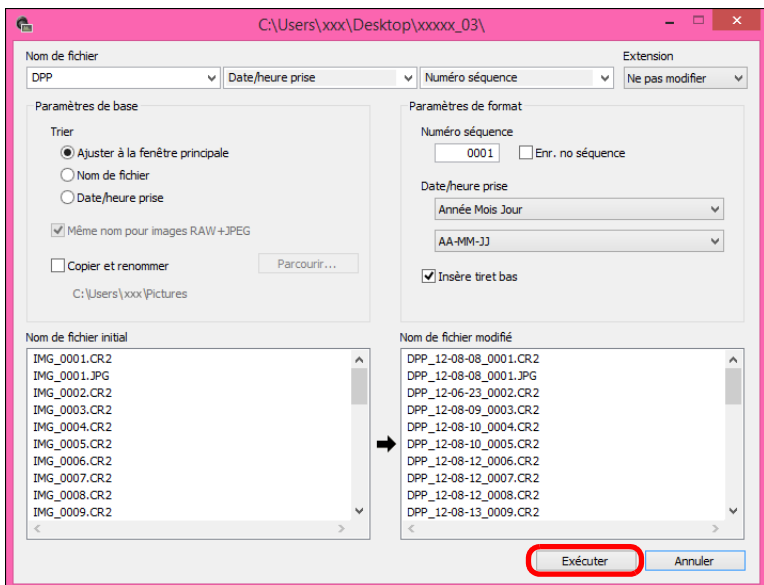 C:\Users\xxx\Desktop\xxxxx_03\
Nom de fichier
Extension
DPP
Date/heure prise
Numéro séquence
Ne pas modifier
Paramètres de base
Trier
Ajuster à la fenêtre principale
Nom de fichier
Date/heure prise
Même nom pour images RAW+JPEG
Copier et renommer
Parcourir...
C:\Users\xxx\Pictures
Paramètres de format
Numéro séquence
0001
Enr. no séquence
Date/heure prise
Année Mois Jour
AA-MM-JJ
Insère tiret bas
Nom de fichier initial
IMG_0001.CR2
IMG_0001.JPG
IMG_0002.CR2
IMG_0003.CR2
IMG_0004.CR2
IMG_0005.CR2
IMG_0006.CR2
IMG_0007.CR2
IMG_0008.CR2
IMG_0009.CR2
Nom de fichier modifié
DPP_12-08-08_0001.CR2
DPP_12-08-08_0001.JPG
DPP_12-06-23_0002.CR2
DPP_12-08-09_0003.CR2
DPP_12-08-10_0004.CR2
DPP_12-08-10_0005.CR2
DPP_12-08-12_0006.CR2
DPP_12-08-12_0007.CR2
DPP_12-08-12_0008.CR2
DPP_12-08-13_0009.CR2
Exécuter
Annuler